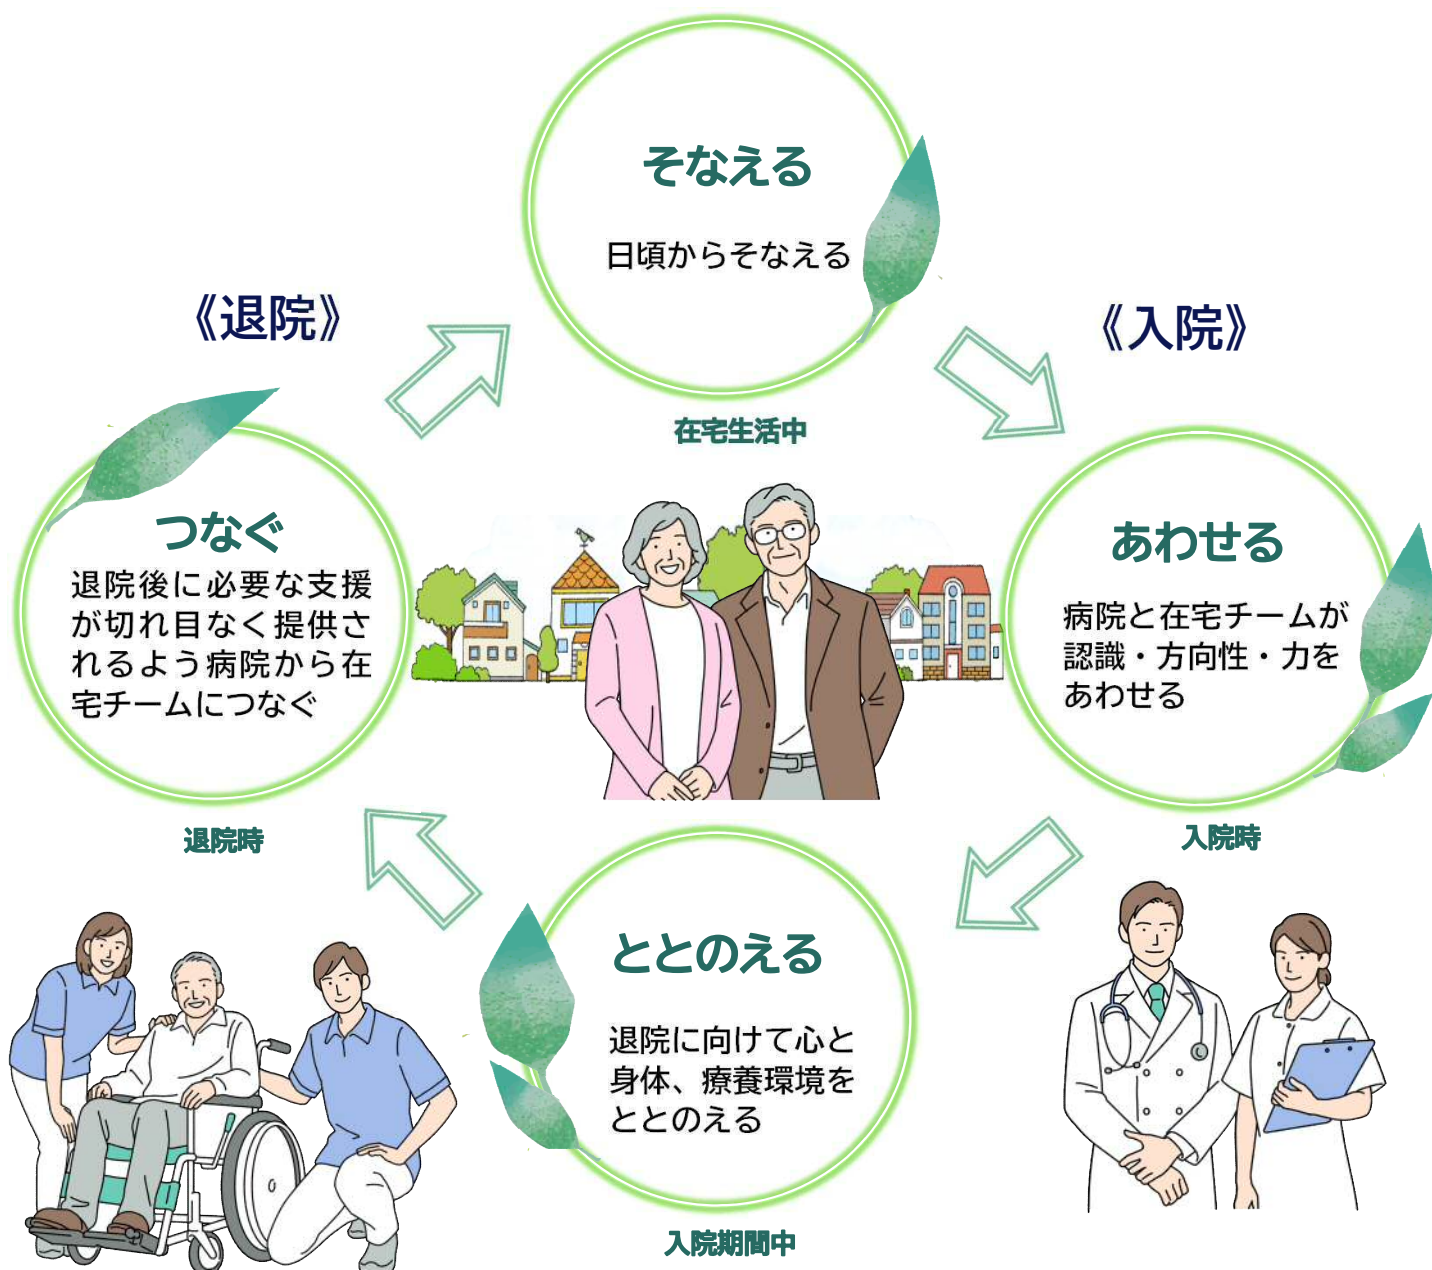 そなえる
日頃からそなえる
在宅生活中
《退院》
《入院》
あわせる
病院と在宅チームが
認識・方向性・力を
あわせる
入院時
ととのえる
退院に向けて心と
身体、療養環境を
ととのえる
入院期間中
つなぐ
退院後に必要な支援
が切れ目なく提供さ
れるよう病院から在
宅チームにつなぐ
退院時